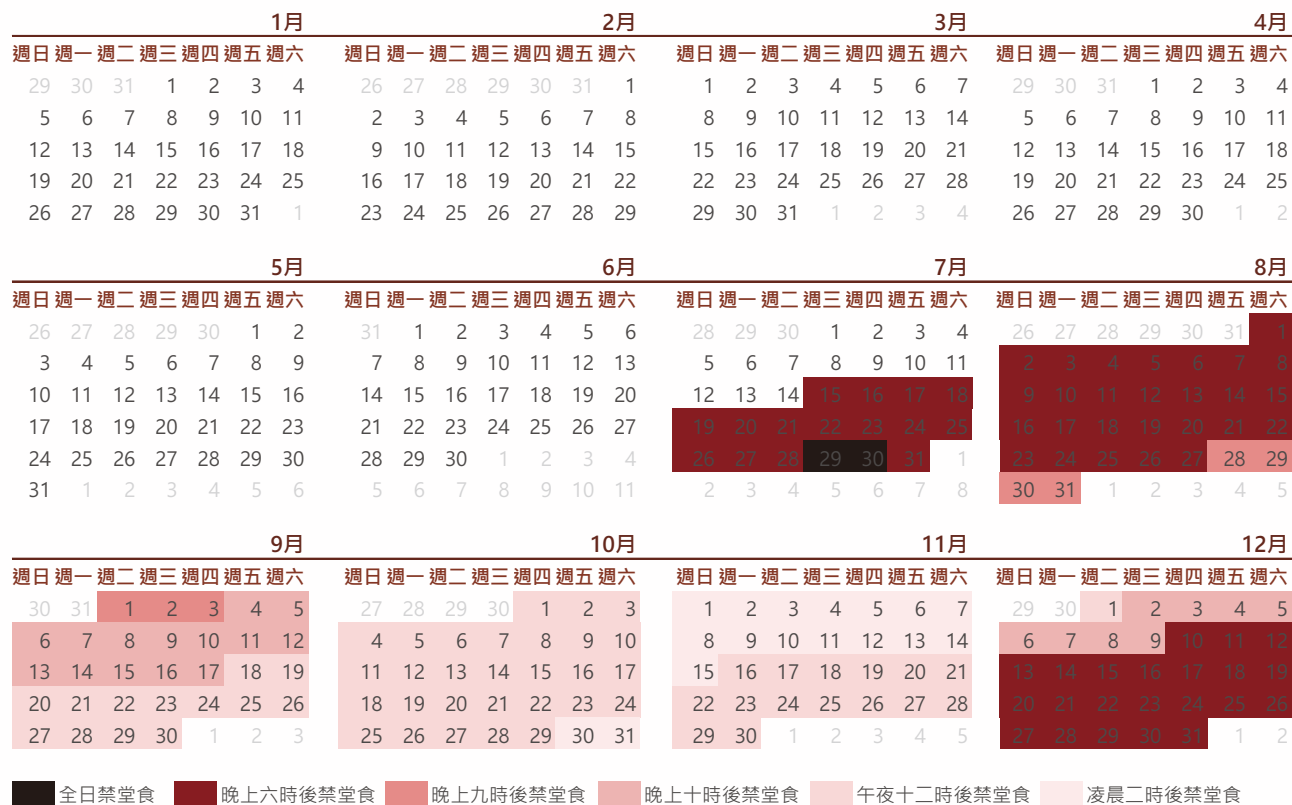 1月 2月 3月 4月
週日 週一 週二 週三 週四 週五 週六 週日 週一 週二 週三 週四 週五 週六 週日 週一 週二 週三 週四 週五 週六 週日 週一 週二 週三 週四 週五 週六
29 30 31 1 2 3 4 26 27 28 29 30 31 1 1 2 3 4 5 6 7 29 30 31 1 2 3 4
5 6 7 8 9 10 11 2 3 4 5 6 7 8 8 9 10 11 12 13 14 5 6 7 8 9 10 11
12 13 14 15 16 17 18 9 10 11 12 13 14 15 15 16 17 18 19 20 21 12 13 14 15 16 17 18
19 20 21 22 23 24 25 16 17 18 19 20 21 22 22 23 24 25 26 27 28 19 20 21 22 23 24 25
26 27 28 29 30 31 1 23 24 25 26 27 28 29 29 30 31 1 2 3 4 26 27 28 29 30 1 2
5月 6月 7月 8月
週日 週一 週二 週三 週四 週五 週六 週日 週一 週二 週三 週四 週五 週六 週日 週一 週二 週三 週四 週五 週六 週日 週一 週二 週三 週四 週五 週六
26 27 28 29 30 1 2 31 1 2 3 4 5 6 28 29 30 1 2 3 4 26 27 28 29 30 31 1
3 4 5 6 7 8 9 7 8 9 10 11 12 13 5 6 7 8 9 10 11 2 3 4 5 6 7 8
10 11 12 13 14 15 16 14 15 16 17 18 19 20 12 13 14 15 16 17 18 9 10 11 12 13 14 15
17 18 19 20 21 22 23 21 22 23 24 25 26 27 19 20 21 22 23 24 25 16 17 18 19 20 21 22
24 25 26 27 28 29 30 28 29 30 1 2 3 4 26 27 28 29 30 31 1 23 24 25 26 27 28 29
31 1 2 3 4 5 6 5 6 7 8 9 10 11 2 3 4 5 6 7 8 30 31 1 2 3 4 5
9月 10月 11月 12月
週日 週一 週二 週三 週四 週五 週六 週日 週一 週二 週三 週四 週五 週六 週日 週一 週二 週三 週四 週五 週六 週日 週一 週二 週三 週四 週五 週六
30 31 1 2 3 4 5 27 28 29 30 1 2 3 1 2 3 4 5 6 7 29 30 1 2 3 4 5
6 7 8 9 10 11 12 4 5 6 7 8 9 10 8 9 10 11 12 13 14 6 7 8 9 10 11 12
13 14 15 16 17 18 19 11 12 13 14 15 16 17 15 16 17 18 19 20 21 13 14 15 16 17 18 19
20 21 22 23 24 25 26 18 19 20 21 22 23 24 22 23 24 25 26 27 28 20 21 22 23 24 25 26
27 28 29 30 1 2 3 25 26 27 28 29 30 31 29 30 1 2 3 4 5 27 28 29 30 31 1 2
全日禁堂食 晚上六時後禁堂食 晚上九時後禁堂食 晚上十時後禁堂食 午夜十二時後禁堂食 凌晨二時後禁堂食